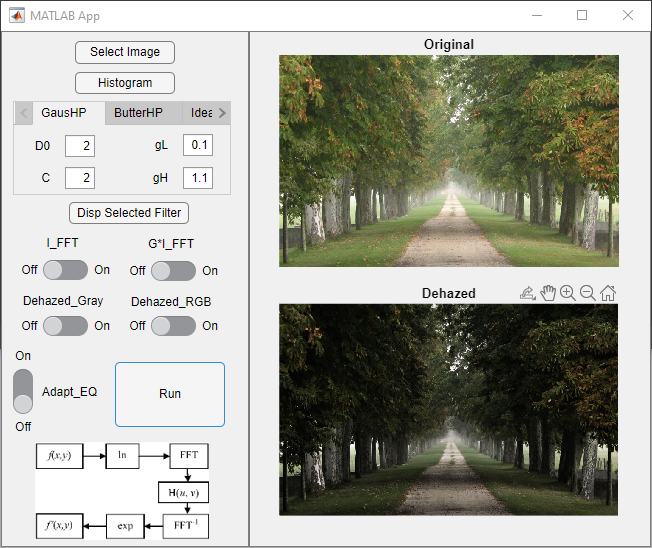 MATLAB App
Select Image
Histogram
GausHP ButterHP Idea
D0 2 gL 0.1
C 2 gH 1.1
Disp Selected Filter
I_FFT G*I_FFT
Off On Off On
Dehazed_Gray Dehazed_RGB
Off On Off On
On
Adapt_EQ
Off
Run
f(x,y) ln FFT
H(u, v)
f'(x,y) exp FFT⁻¹
Original
Dehazed